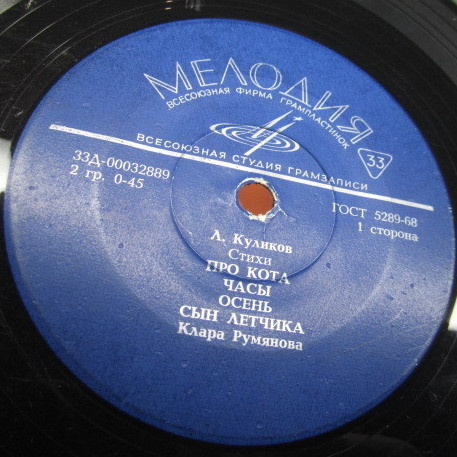 МЕЛОДИЯ
ВСЕСОЮЗНАЯ ФИРМА ГРАМПЛАСТИНОК
33
ВСЕСОЮЗНАЯ СТУДИЯ ГРАМЗАПИСИ
33Д-00032889
2 гр. 0-45
ГОСТ 5289-68
1 сторона
Л. Куликов
Стихи
ПРО КОТА
ЧАСЫ
ОСЕНЬ
СЫН ЛЕТЧИКА
Клара Румянова